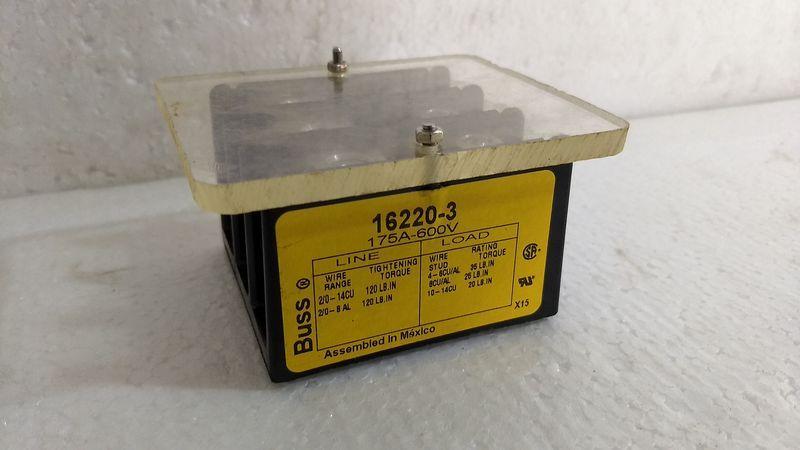 16220-3
175A-600V
LINE LOAD
WIRE RANGE TIGHTENING TORQUE WIRE STUD RATING TORQUE
2/0-14CU 120 LB.IN 4-6CU/AL 35 LB.IN
2/0-8 AL 120 LB.IN 8CU/AL 25 LB.IN
10-14CU 20 LB.IN
Buss ®
Assembled in México
SA ®
UR
X15